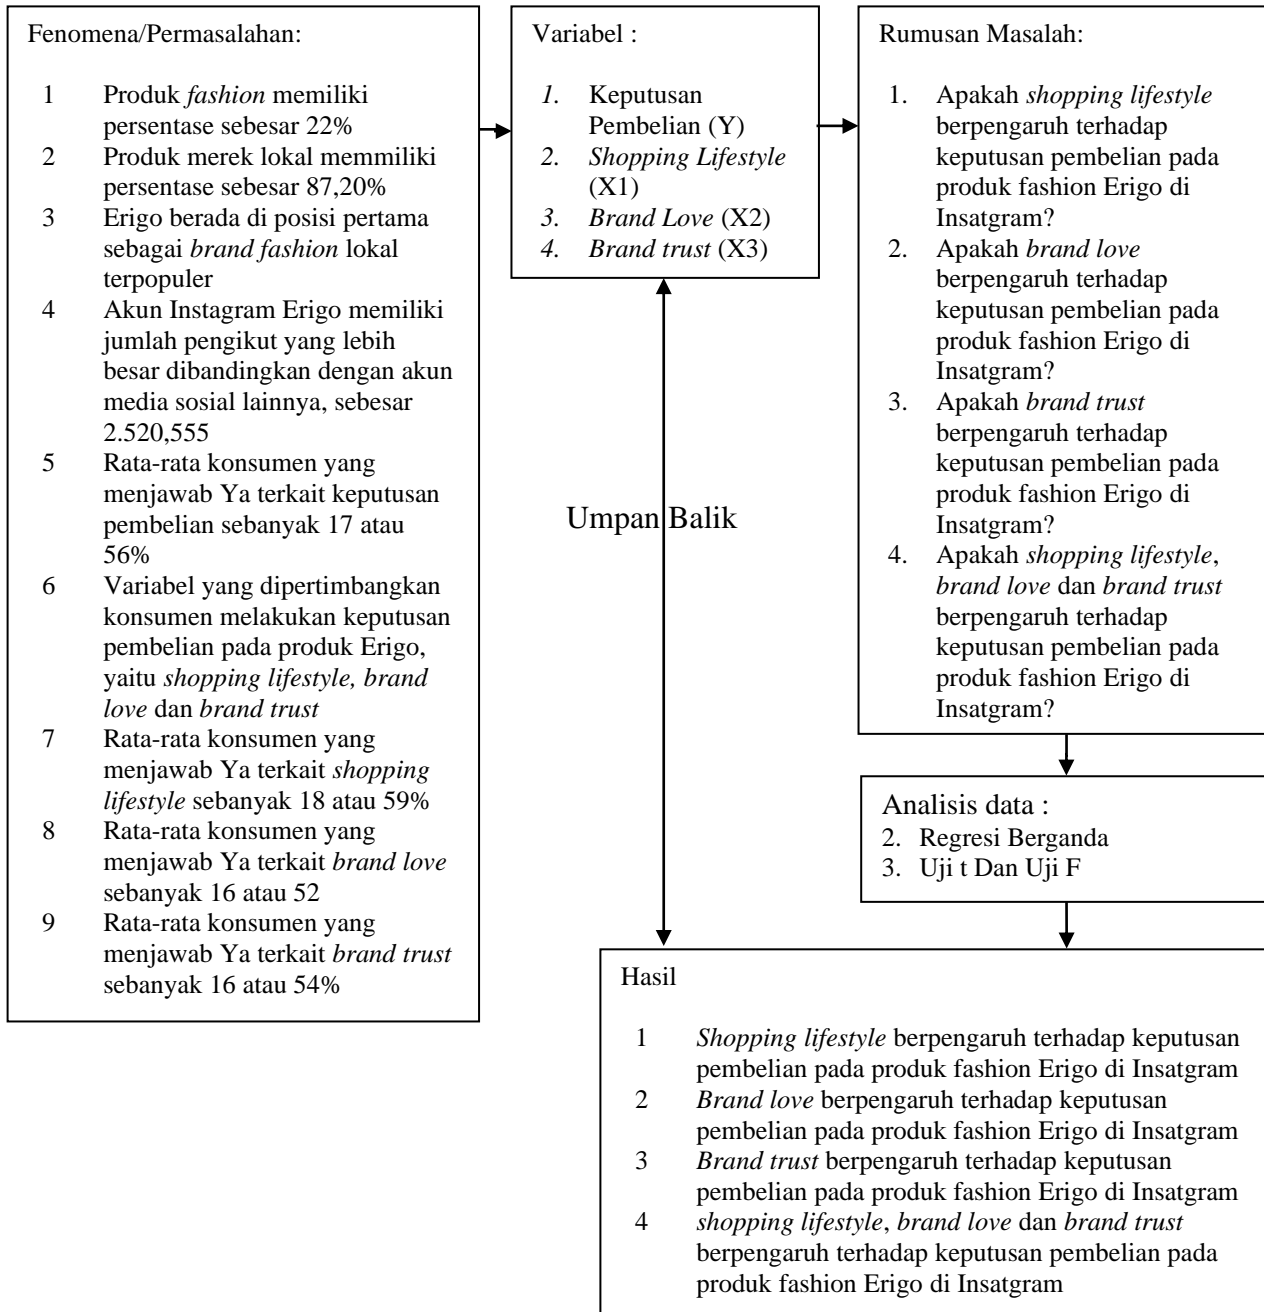 Fenomena/Permasalahan:
1 Produk fashion memiliki
persentase sebesar 22%
2 Produk merek lokal memmiliki
persentase sebesar 87,20%
3 Erigo berada di posisi pertama
sebagai brand fashion lokal
terpopuler
4 Akun Instagram Erigo memiliki
jumlah pengikut yang lebih
besar dibandingkan dengan akun
media sosial lainnya, sebesar
2.520,555
5 Rata-rata konsumen yang
menjawab Ya terkait keputusan
pembelian sebanyak 17 atau
56%
6 Variabel yang dipertimbangkan
konsumen melakukan keputusan
pembelian pada produk Erigo,
yaitu shopping lifestyle, brand
love dan brand trust
7 Rata-rata konsumen yang
menjawab Ya terkait shopping
lifestyle sebanyak 18 atau 59%
8 Rata-rata konsumen yang
menjawab Ya terkait brand love
sebanyak 16 atau 52
9 Rata-rata konsumen yang
menjawab Ya terkait brand trust
sebanyak 16 atau 54%
Variabel :
1. Keputusan
Pembelian (Y)
2. Shopping Lifestyle
(X1)
3. Brand Love (X2)
4. Brand trust (X3)
Rumusan Masalah:
1. Apakah shopping lifestyle
berpengaruh terhadap
keputusan pembelian pada
produk fashion Erigo di
Insatgram?
2. Apakah brand love
berpengaruh terhadap
keputusan pembelian pada
produk fashion Erigo di
Insatgram?
3. Apakah brand trust
berpengaruh terhadap
keputusan pembelian pada
produk fashion Erigo di
Insatgram?
4. Apakah shopping lifestyle,
brand love dan brand trust
berpengaruh terhadap
keputusan pembelian pada
produk fashion Erigo di
Insatgram?
Umpan Balik
Analisis data :
2. Regresi Berganda
3. Uji t Dan Uji F
Hasil
1 Shopping lifestyle berpengaruh terhadap keputusan
pembelian pada produk fashion Erigo di Insatgram
2 Brand love berpengaruh terhadap keputusan
pembelian pada produk fashion Erigo di Insatgram
3 Brand trust berpengaruh terhadap keputusan
pembelian pada produk fashion Erigo di Insatgram
4 shopping lifestyle, brand love dan brand trust
berpengaruh terhadap keputusan pembelian pada
produk fashion Erigo di Insatgram